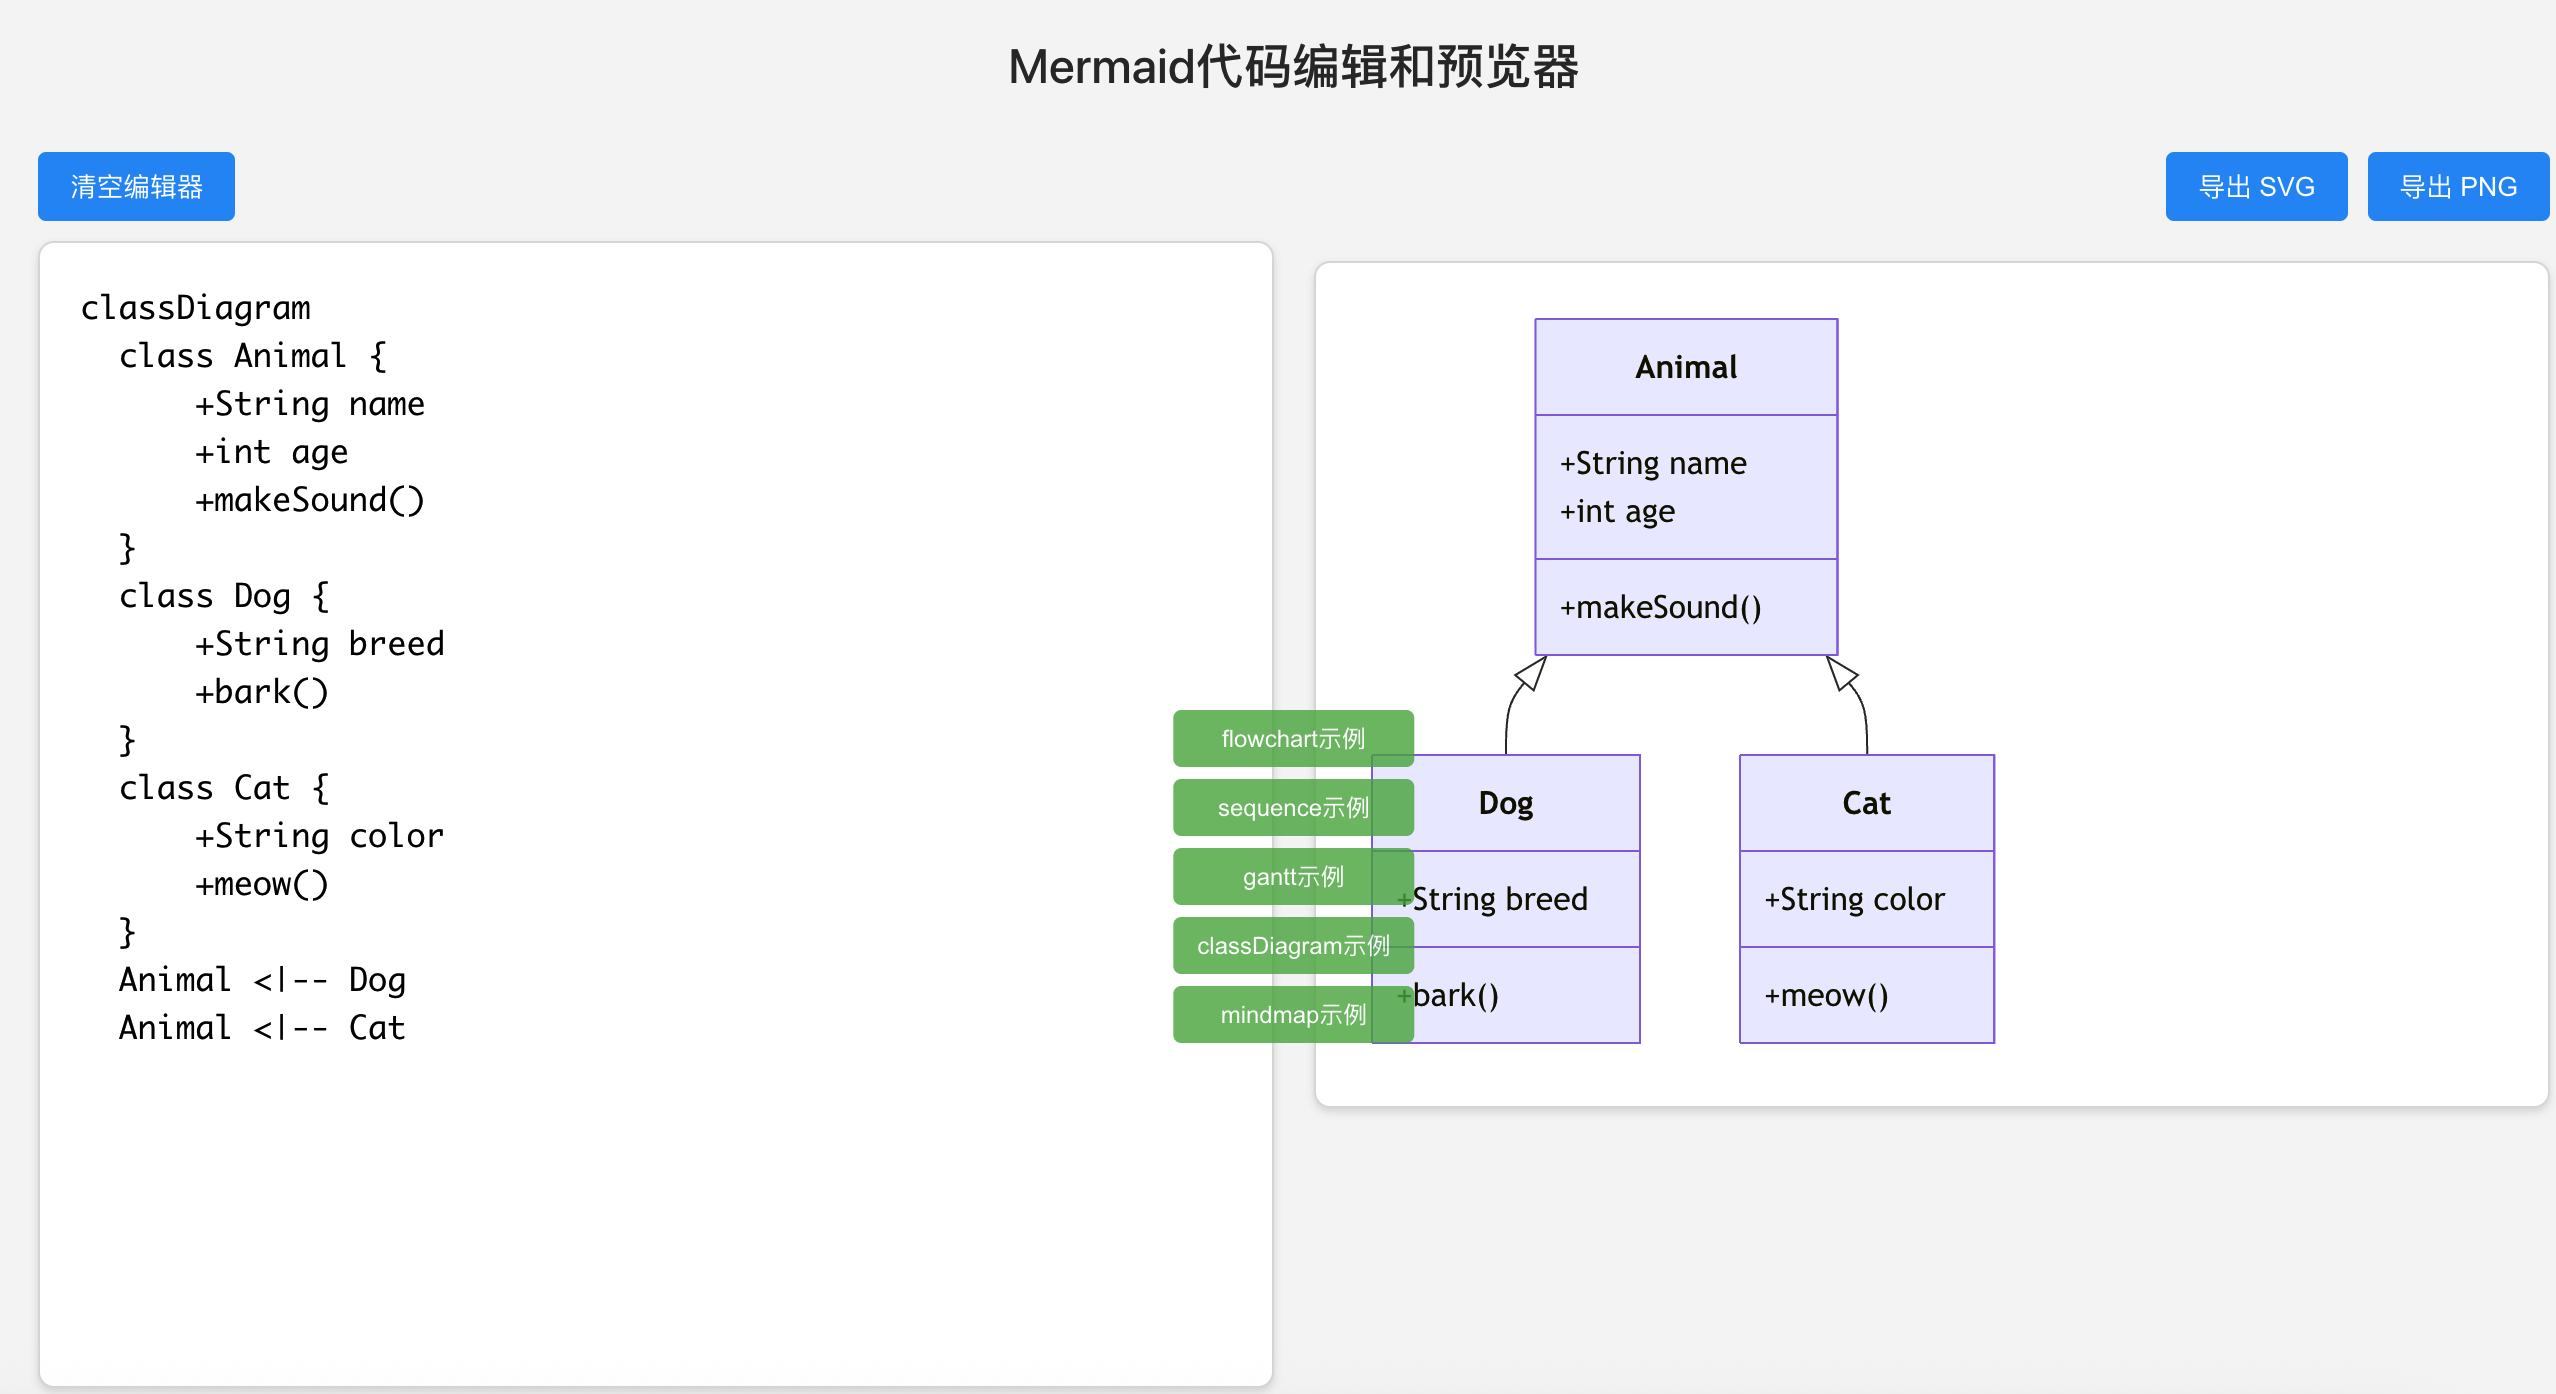 Mermaid代码编辑和预览器
清空编辑器
导出 SVG
导出 PNG
classDiagram
class Animal {
+String name
+int age
+makeSound()
}
class Dog {
+String breed
+bark()
}
class Cat {
+String color
+meow()
}
Animal <|-- Dog
Animal <|-- Cat
flowchart示例
sequence示例
gantt示例
classDiagram示例
mindmap示例
Animal
+String name
+int age
+makeSound()
Dog
+String breed
+bark()
Cat
+String color
+meow()